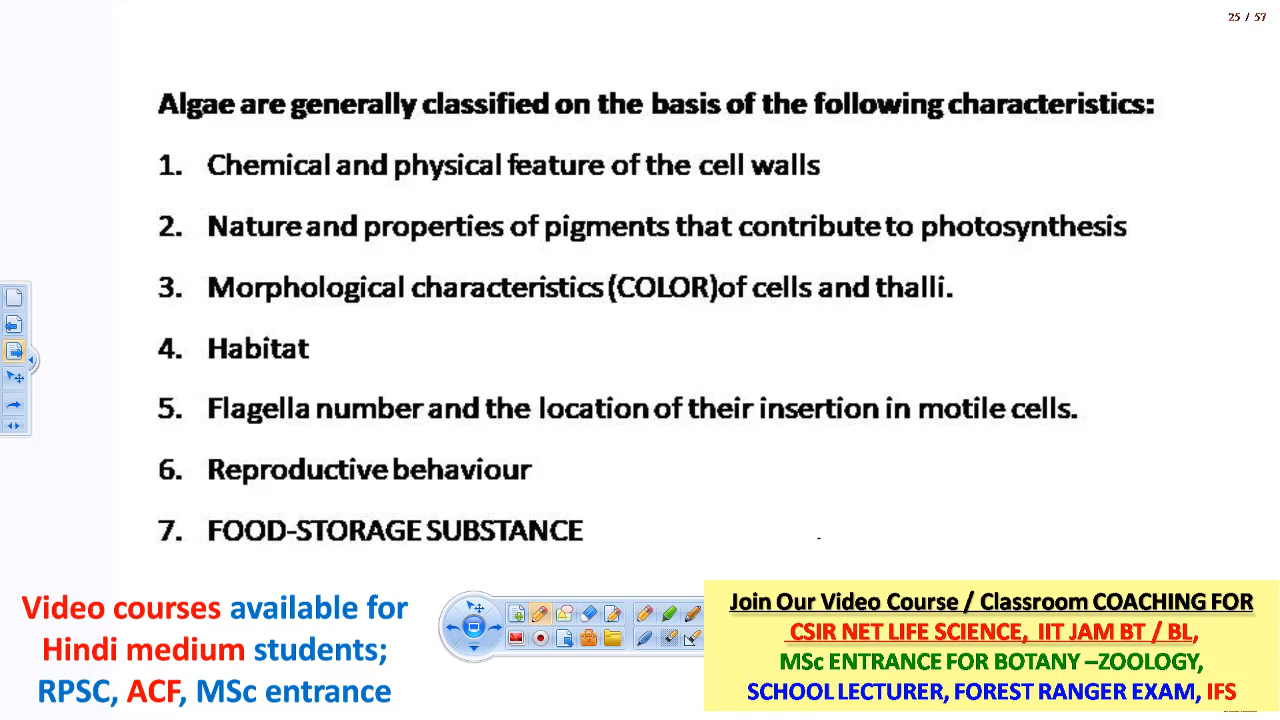 25 / 57
Algae are generally classified on the basis of the following characteristics:
1. Chemical and physical feature of the cell walls
2. Nature and properties of pigments that contribute to photosynthesis
3. Morphological characteristics (COLOR)of cells and thalli.
4. Habitat
5. Flagella number and the location of their insertion in motile cells.
6. Reproductive behaviour
7. FOOD-STORAGE SUBSTANCE
Video courses available for
Hindi medium students;
RPSC, ACF, MSc entrance
Join Our Video Course / Classroom COACHING FOR
CSIR NET LIFE SCIENCE, IIT JAM BT / BL,
MSc ENTRANCE FOR BOTANY –ZOOLOGY,
SCHOOL LECTURER, FOREST RANGER EXAM, IFS